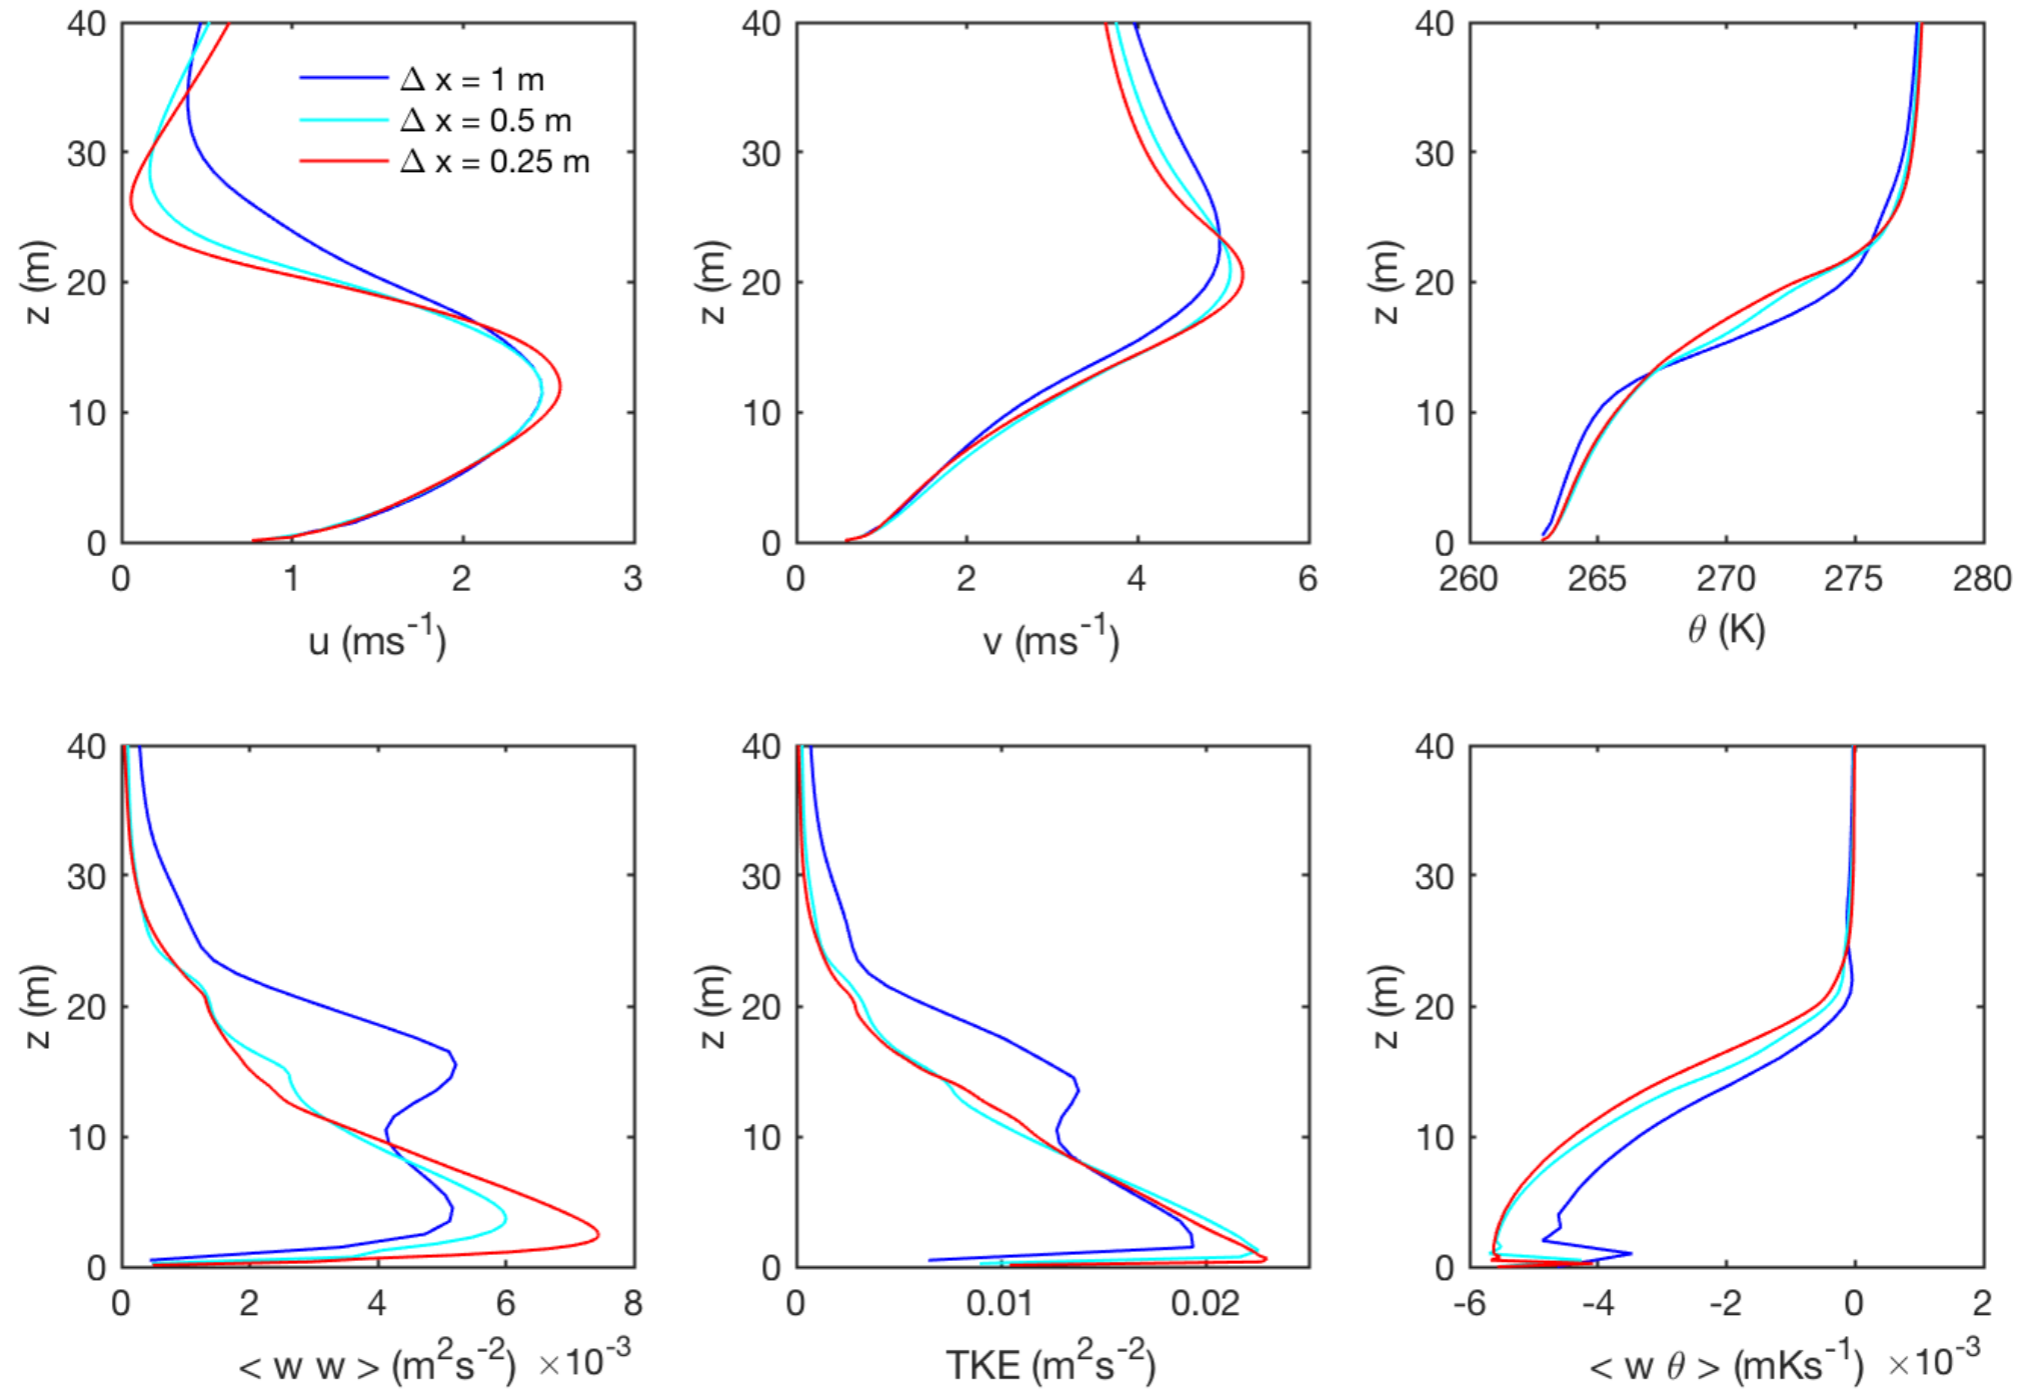 40
30
20
10
0
z (m)
0 1 2 3
u (ms⁻¹)
Δ x = 1 m
Δ x = 0.5 m
Δ x = 0.25 m
40
30
20
10
0
z (m)
0 2 4 6
v (ms⁻¹)
40
30
20
10
0
z (m)
260 265 270 275 280
θ (K)
40
30
20
10
0
z (m)
0 2 4 6 8
< w w > (m²s⁻²) ×10⁻³
40
30
20
10
0
z (m)
0 0.01 0.02
TKE (m²s⁻²)
40
30
20
10
0
z (m)
-6 -4 -2 0 2
< w θ > (mKs⁻¹) ×10⁻³